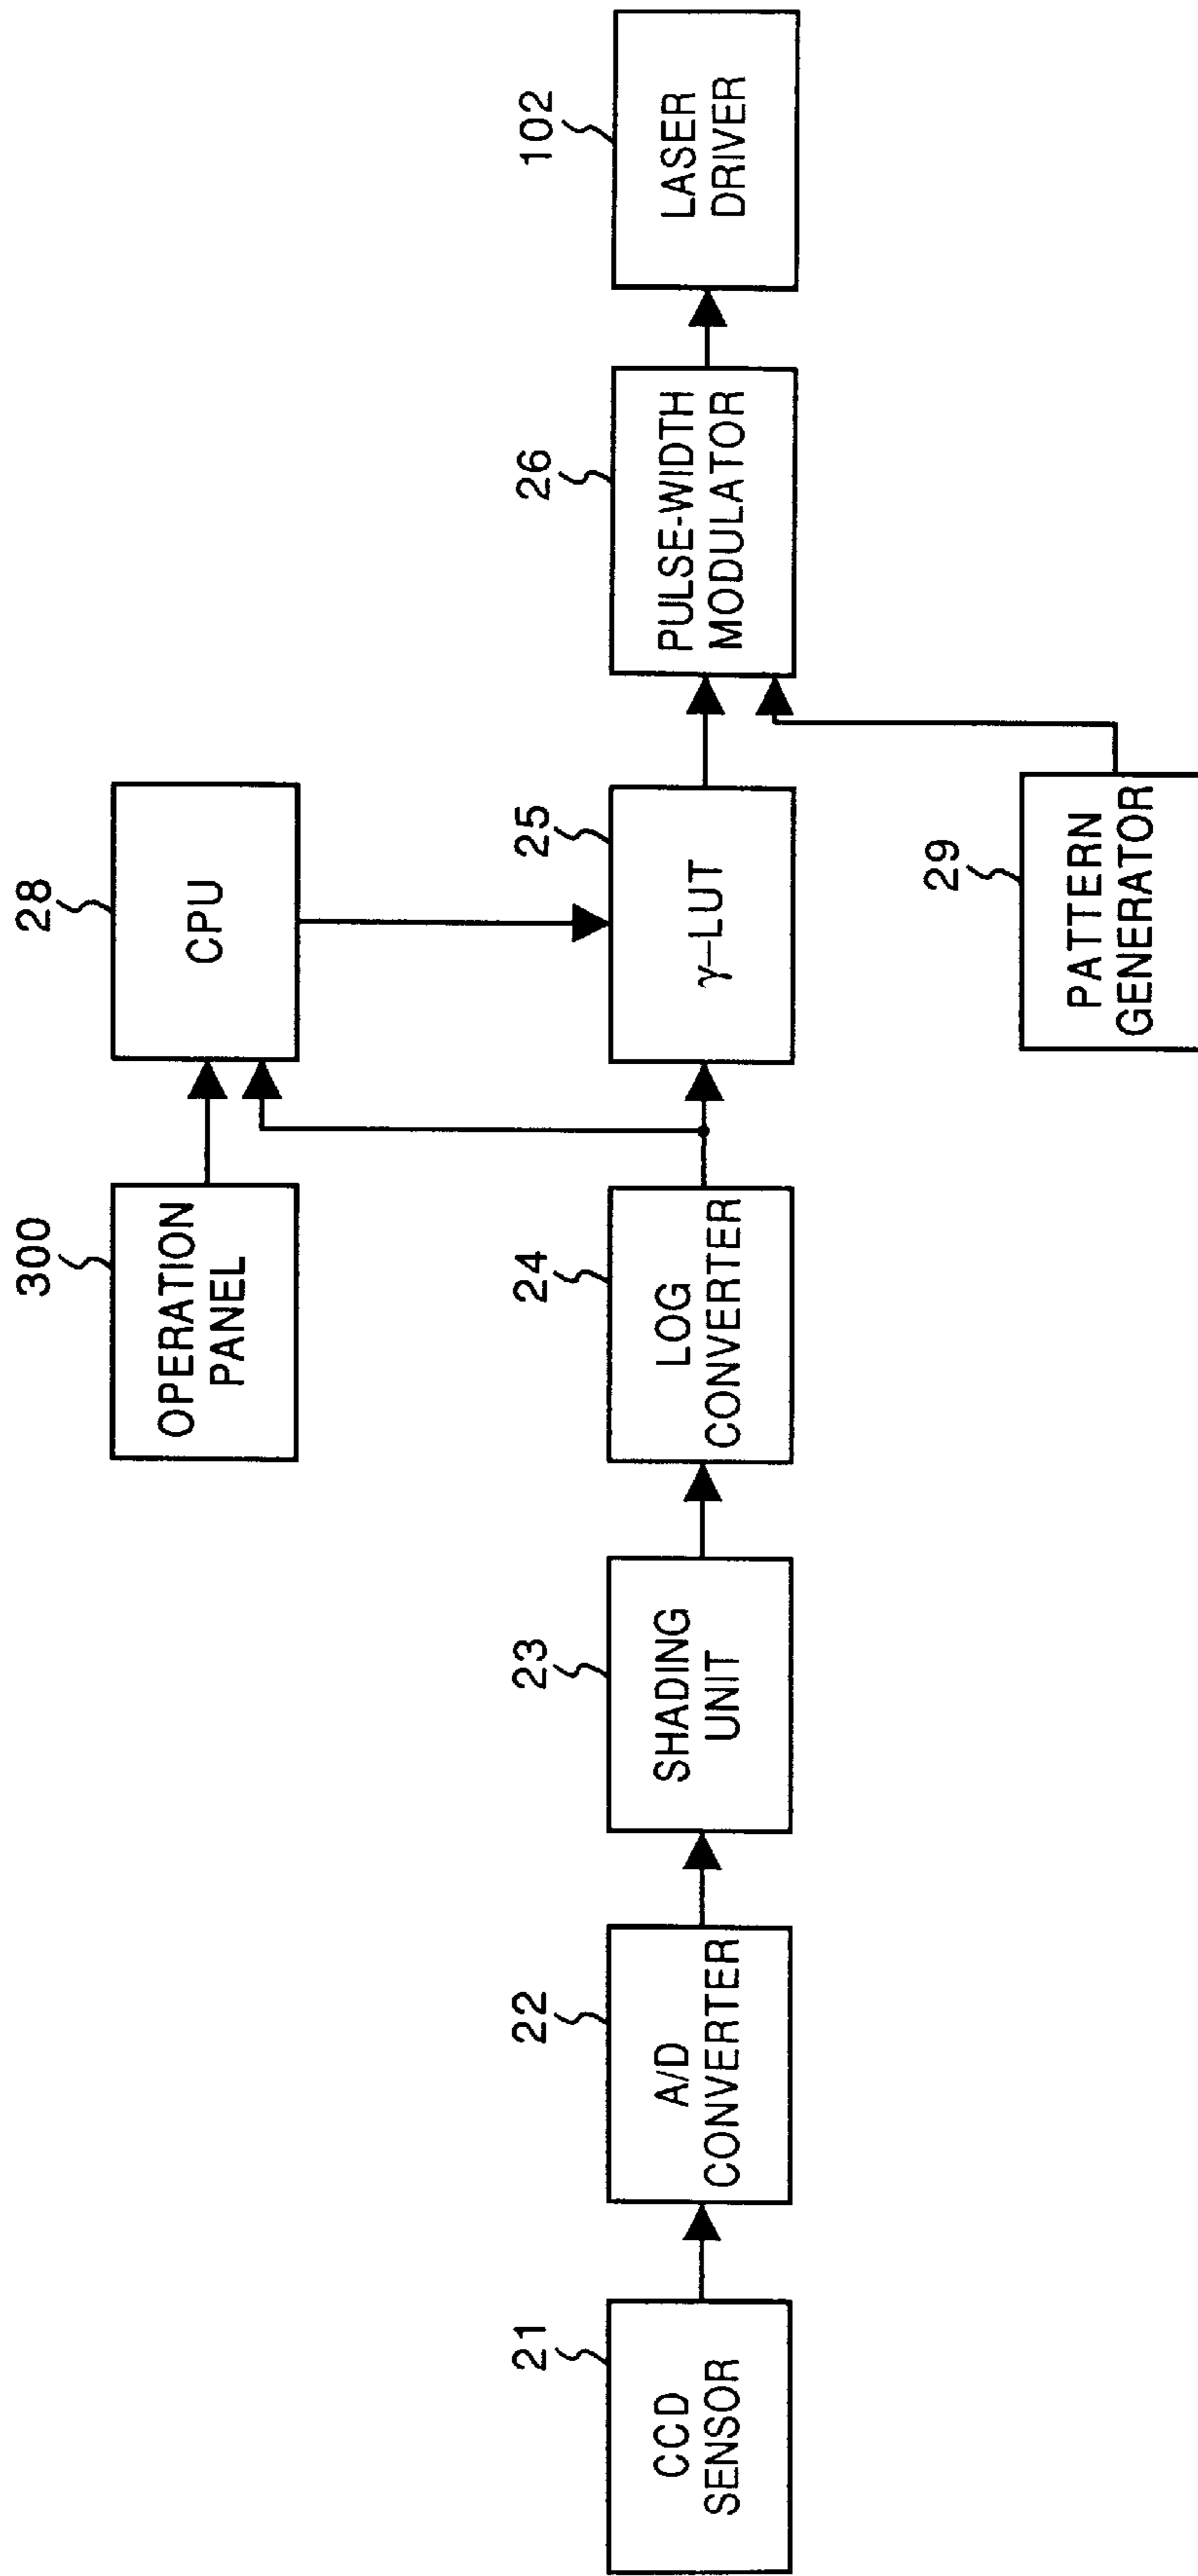 300
OPERATION
PANEL
28
CPU
21
CCD
SENSOR
22
A/D
CONVERTER
23
SHADING
UNIT
24
LOG
CONVERTER
25
γ–LUT
26
PULSE-WIDTH
MODULATOR
102
LASER
DRIVER
29
PATTERN
GENERATOR